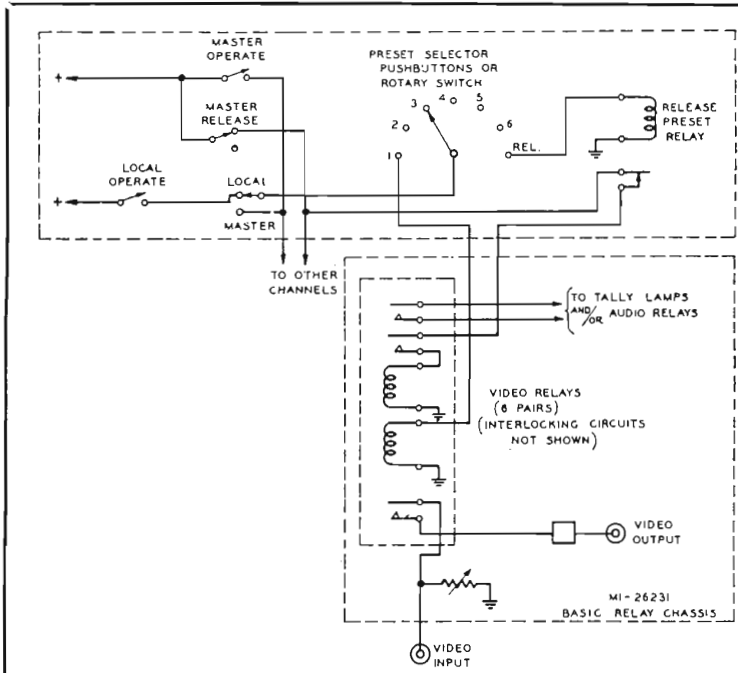 MASTER
OPERATE
PRESET SELECTOR
PUSHBUTTONS OR
ROTARY SWITCH
+
MASTER
RELEASE
1
2
3
4
5
6
REL.
RELEASE
PRESET
RELAY
LOCAL
OPERATE
LOCAL
+
MASTER
TO OTHER
CHANNELS
TO TALLY LAMPS
AND/OR AUDIO RELAYS
VIDEO RELAYS
(6 PAIRS)
(INTERLOCKING CIRCUITS
NOT SHOWN)
VIDEO
OUTPUT
MI-26231
BASIC RELAY CHASSIS
VIDEO
INPUT